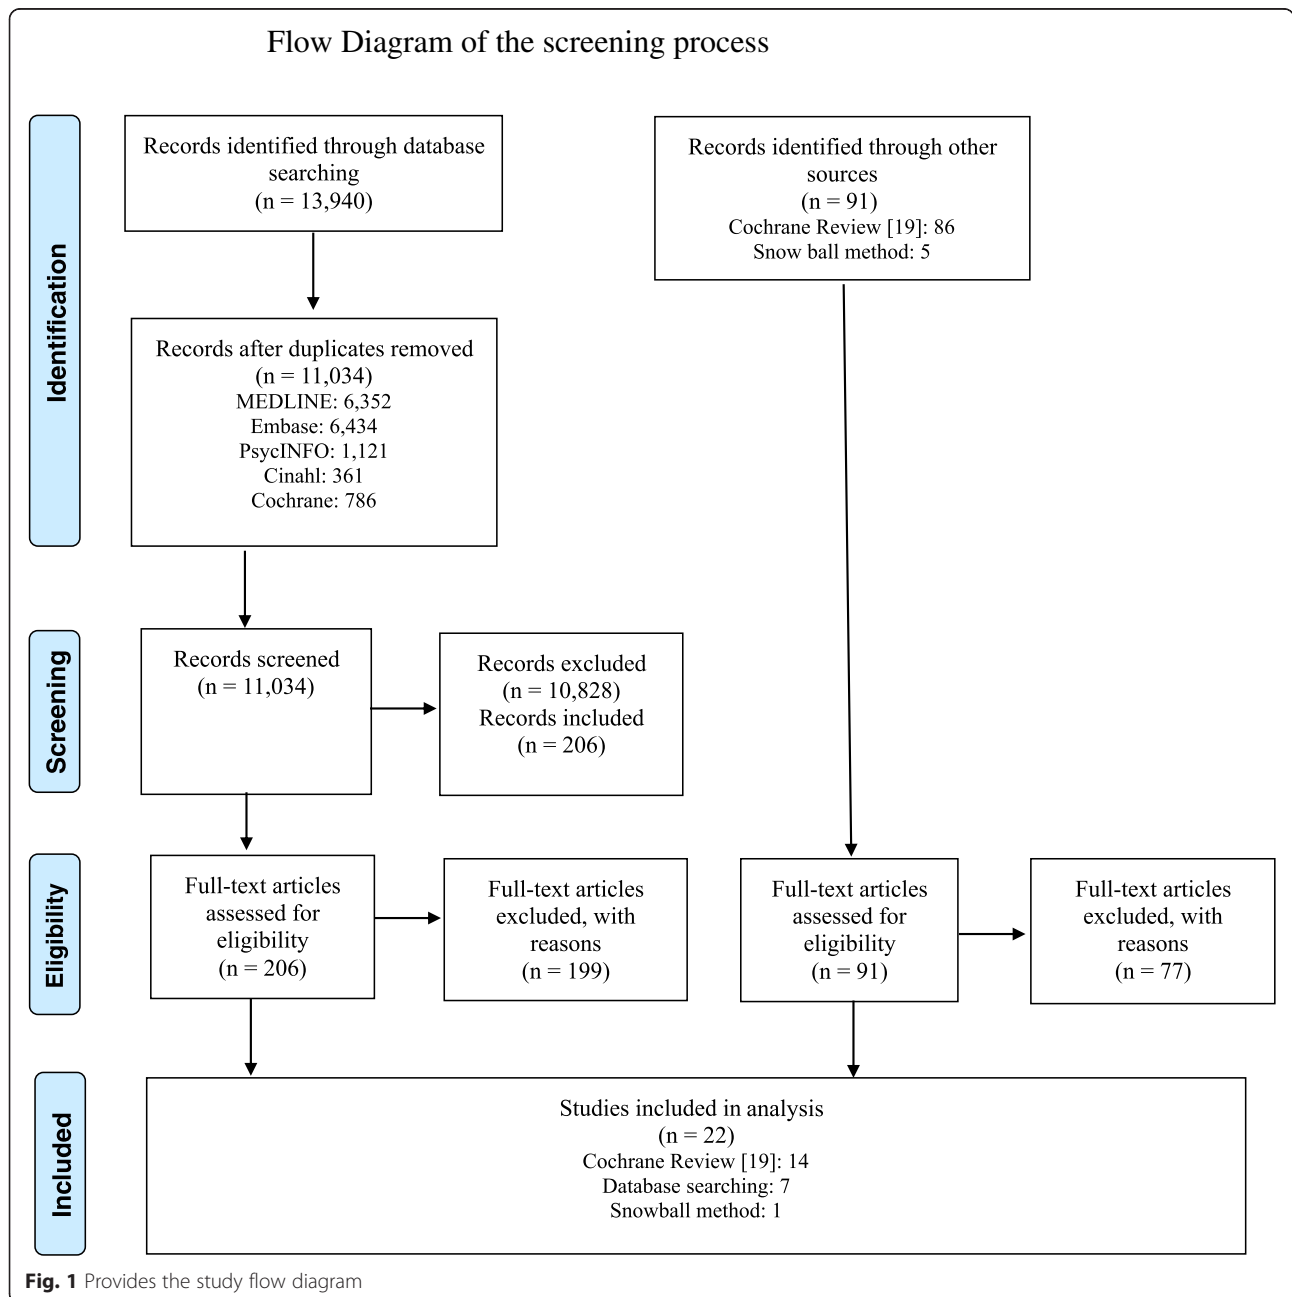 Flow Diagram of the screening process
Identification
Records identified through database
searching
(n = 13,940)
Records identified through other
sources
(n = 91)
Cochrane Review [19]: 86
Snow ball method: 5
Records after duplicates removed
(n = 11,034)
MEDLINE: 6,352
Embase: 6,434
PsycINFO: 1,121
Cinahl: 361
Cochrane: 786
Screening
Records screened
(n = 11,034)
Records excluded
(n = 10,828)
Records included
(n = 206)
Eligibility
Full-text articles
assessed for
eligibility
(n = 206)
Full-text articles
excluded, with
reasons
(n = 199)
Full-text articles
assessed for
eligibility
(n = 91)
Full-text articles
excluded, with
reasons
(n = 77)
Included
Studies included in analysis
(n = 22)
Cochrane Review [19]: 14
Database searching: 7
Snowball method: 1
Fig. 1 Provides the study flow diagram